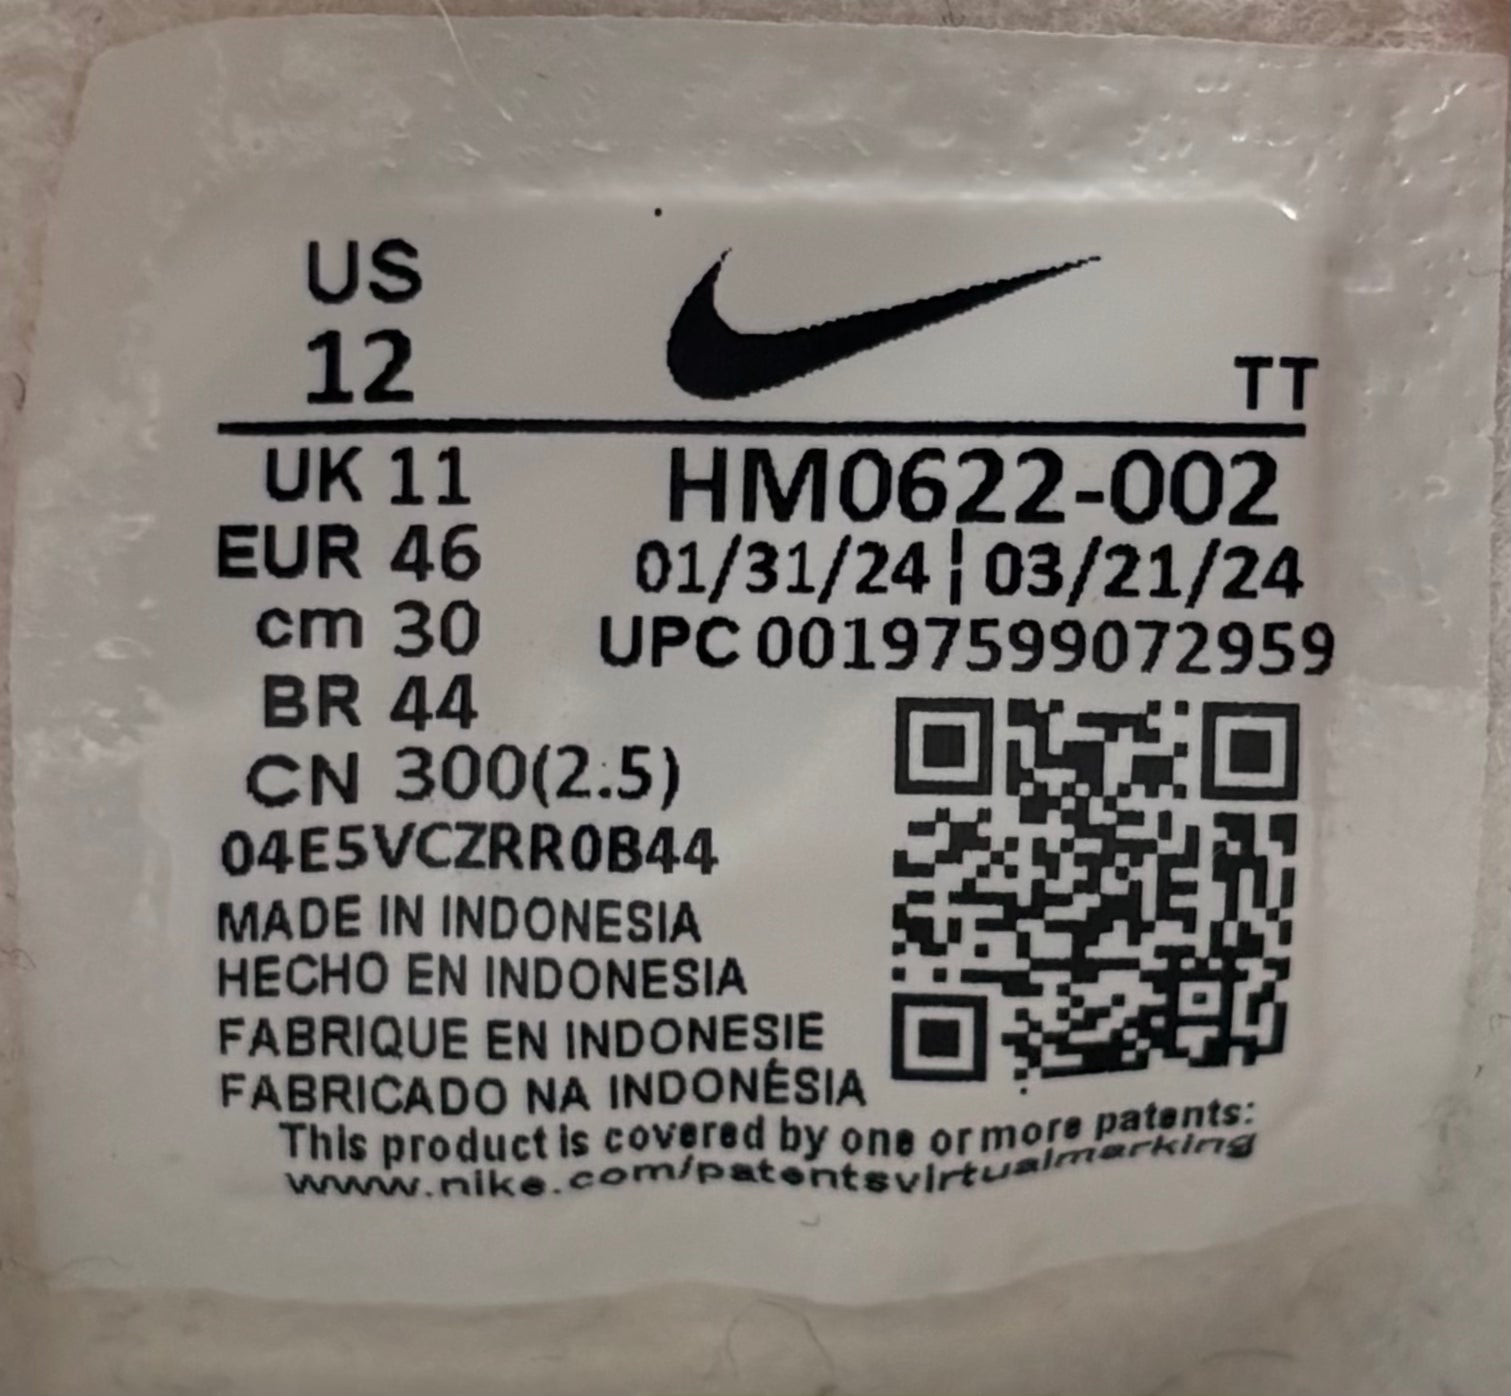 US
12
TT
UK 11
HM0622-002
EUR 46
01/31/24 ¦ 03/21/24
cm 30
UPC 00197599072959
BR 44
CN 300(2.5)
04E5VCZRR0B44
MADE IN INDONESIA
HECHO EN INDONESIA
FABRIQUE EN INDONESIE
FABRICADO NA INDONÉSIA
This product is covered by one or more patents:
www.nike.com/patentsvirtualmarking